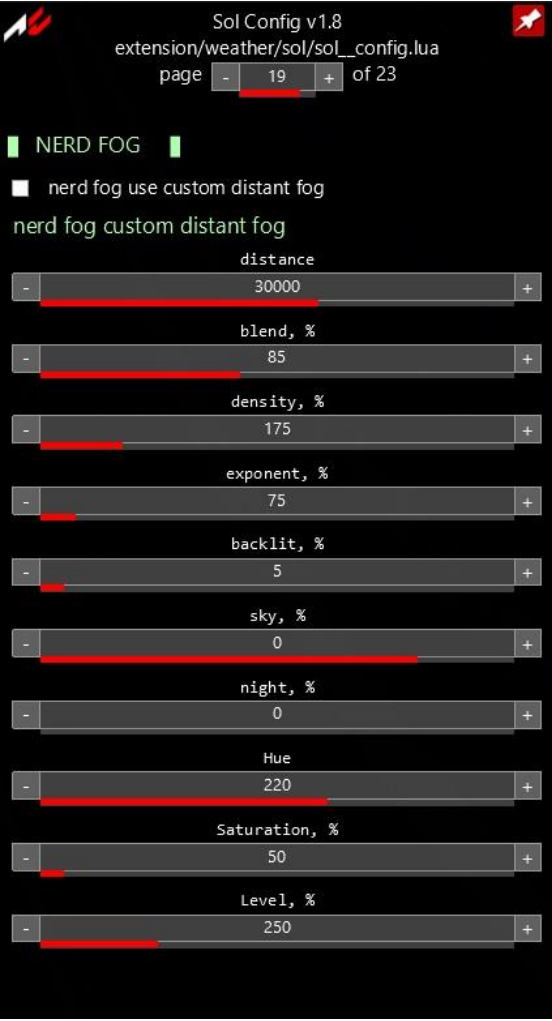 Sol Config v1.8
extension/weather/sol/sol__config.lua
page - 19 + of 23
NERD FOG
nerd fog use custom distant fog
nerd fog custom distant fog
distance
- 30000 +
blend, %
- 85 +
density, %
- 175 +
exponent, %
- 75 +
backlit, %
- 5 +
sky, %
- 0 +
night, %
- 0 +
Hue
- 220 +
Saturation, %
- 50 +
Level, %
- 250 +